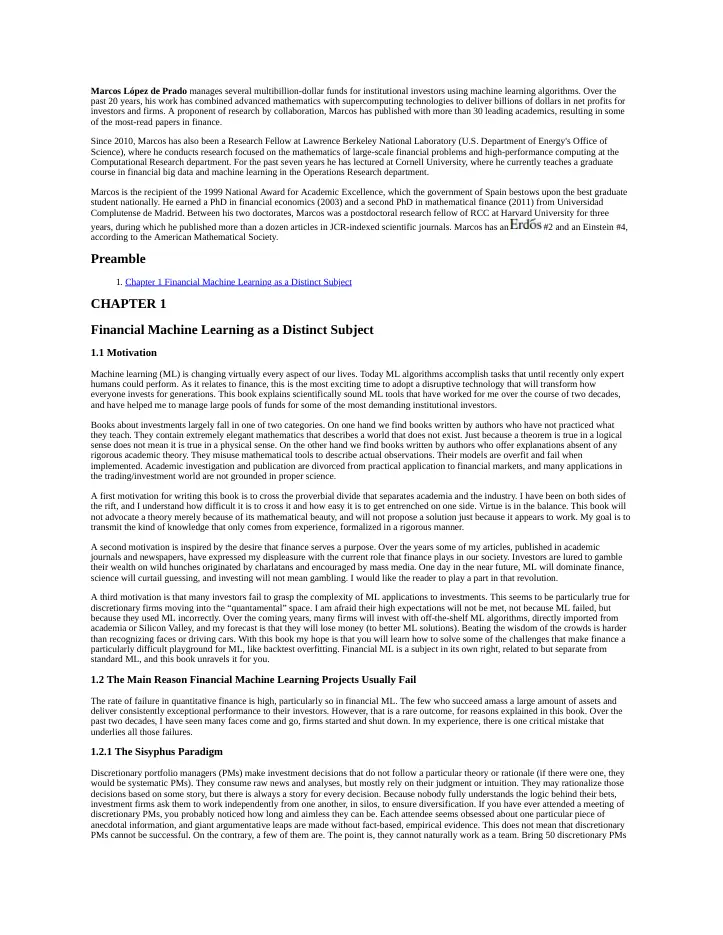 Marcos López de Prado manages several multibillion-dollar funds for institutional investors using machine learning algorithms. Over the
past 20 years, his work has combined advanced mathematics with supercomputing technologies to deliver billions of dollars in net profits for
investors and firms. A proponent of research by collaboration, Marcos has published with more than 30 leading academics, resulting in some
of the most-read papers in finance.
Since 2010, Marcos has also been a Research Fellow at Lawrence Berkeley National Laboratory (U.S. Department of Energy's Office of
Science), where he conducts research focused on the mathematics of large-scale financial problems and high-performance computing at the
Computational Research department. For the past seven years he has lectured at Cornell University, where he currently teaches a graduate
course in financial big data and machine learning in the Operations Research department.
Marcos is the recipient of the 1999 National Award for Academic Excellence, which the government of Spain bestows upon the best graduate
student nationally. He earned a PhD in financial economics (2003) and a second PhD in mathematical finance (2011) from Universidad
Complutense de Madrid. Between his two doctorates, Marcos was a postdoctoral research fellow of RCC at Harvard University for three
years, during which he published more than a dozen articles in JCR-indexed scientific journals. Marcos has an Erdős #2 and an Einstein #4,
according to the American Mathematical Society.
Preamble
1. Chapter 1 Financial Machine Learning as a Distinct Subject
CHAPTER 1
Financial Machine Learning as a Distinct Subject
1.1 Motivation
Machine learning (ML) is changing virtually every aspect of our lives. Today ML algorithms accomplish tasks that until recently only expert
humans could perform. As it relates to finance, this is the most exciting time to adopt a disruptive technology that will transform how
everyone invests for generations. This book explains scientifically sound ML tools that have worked for me over the course of two decades,
and have helped me to manage large pools of funds for some of the most demanding institutional investors.
Books about investments largely fall in one of two categories. On one hand we find books written by authors who have not practiced what
they teach. They contain extremely elegant mathematics that describes a world that does not exist. Just because a theorem is true in a logical
sense does not mean it is true in a physical sense. On the other hand we find books written by authors who offer explanations absent of any
rigorous academic theory. They misuse mathematical tools to describe actual observations. Their models are overfit and fail when
implemented. Academic investigation and publication are divorced from practical application to financial markets, and many applications in
the trading/investment world are not grounded in proper science.
A first motivation for writing this book is to cross the proverbial divide that separates academia and the industry. I have been on both sides of
the rift, and I understand how difficult it is to cross it and how easy it is to get entrenched on one side. Virtue is in the balance. This book will
not advocate a theory merely because of its mathematical beauty, and will not propose a solution just because it appears to work. My goal is to
transmit the kind of knowledge that only comes from experience, formalized in a rigorous manner.
A second motivation is inspired by the desire that finance serves a purpose. Over the years some of my articles, published in academic
journals and newspapers, have expressed my displeasure with the current role that finance plays in our society. Investors are lured to gamble
their wealth on wild hunches originated by charlatans and encouraged by mass media. One day in the near future, ML will dominate finance,
science will curtail guessing, and investing will not mean gambling. I would like the reader to play a part in that revolution.
A third motivation is that many investors fail to grasp the complexity of ML applications to investments. This seems to be particularly true for
discretionary firms moving into the “quantamental” space. I am afraid their high expectations will not be met, not because ML failed, but
because they used ML incorrectly. Over the coming years, many firms will invest with off-the-shelf ML algorithms, directly imported from
academia or Silicon Valley, and my forecast is that they will lose money (to better ML solutions). Beating the wisdom of the crowds is harder
than recognizing faces or driving cars. With this book my hope is that you will learn how to solve some of the challenges that make finance a
particularly difficult playground for ML, like backtest overfitting. Financial ML is a subject in its own right, related to but separate from
standard ML, and this book unravels it for you.
1.2 The Main Reason Financial Machine Learning Projects Usually Fail
The rate of failure in quantitative finance is high, particularly so in financial ML. The few who succeed amass a large amount of assets and
deliver consistently exceptional performance to their investors. However, that is a rare outcome, for reasons explained in this book. Over the
past two decades, I have seen many faces come and go, firms started and shut down. In my experience, there is one critical mistake that
underlies all those failures.
1.2.1 The Sisyphus Paradigm
Discretionary portfolio managers (PMs) make investment decisions that do not follow a particular theory or rationale (if there were one, they
would be systematic PMs). They consume raw news and analyses, but mostly rely on their judgment or intuition. They may rationalize those
decisions based on some story, but there is always a story for every decision. Because nobody fully understands the logic behind their bets,
investment firms ask them to work independently from one another, in silos, to ensure diversification. If you have ever attended a meeting of
discretionary PMs, you probably noticed how long and aimless they can be. Each attendee seems obsessed about one particular piece of
anecdotal information, and giant argumentative leaps are made without fact-based, empirical evidence. This does not mean that discretionary
PMs cannot be successful. On the contrary, a few of them are. The point is, they cannot naturally work as a team. Bring 50 discretionary PMs